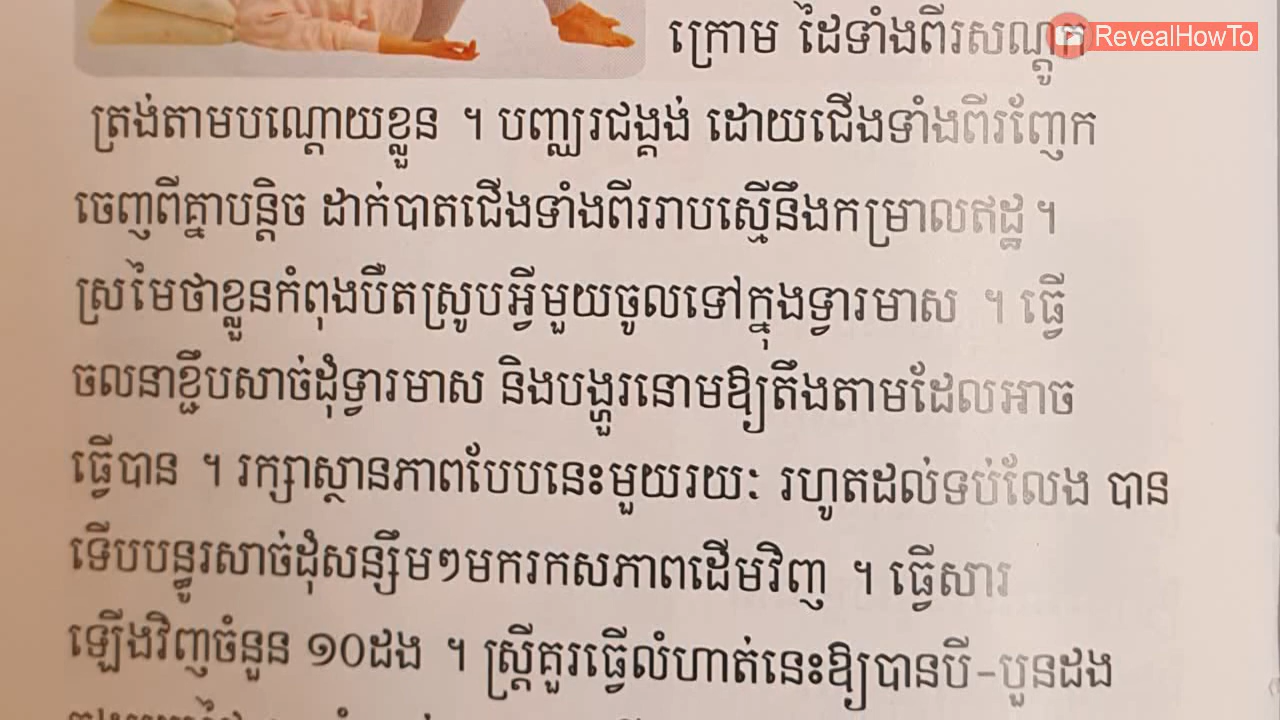 RevealHowTo
ក្រោម ដៃទាំងពីរសណ្តូក
ត្រង់តាមបណ្តោយខ្លួន ។ បញ្ឈរជង្គង់ ដោយជើងទាំងពីរញែក
ចេញពីគ្នាបន្តិច ដាក់បាតជើងទាំងពីររាបស្មើនឹងកម្រាលឥដ្ឋ ។
ស្រមៃថាខ្លួនកំពុងបឺតស្រូបអ្វីមួយចូលទៅក្នុងទ្វារមាស ។ ធ្វើ
ចលនាខ្ជឹបសាច់ដុំទ្វារមាស និងបង្ហួរនោមឱ្យតឹងតាមដែលអាច
ធ្វើបាន ។ រក្សាស្ថានភាពបែបនេះមួយរយៈ រហូតដល់ទប់លែង បាន
ទើបបន្ធូរសាច់ដុំសន្សឹមៗមករកសភាពដើមវិញ ។ ធ្វើសារ
ឡើងវិញចំនួន ១០ដង ។ ស្ត្រីគួរធ្វើលំហាត់នេះឱ្យបានបី-បួនដង